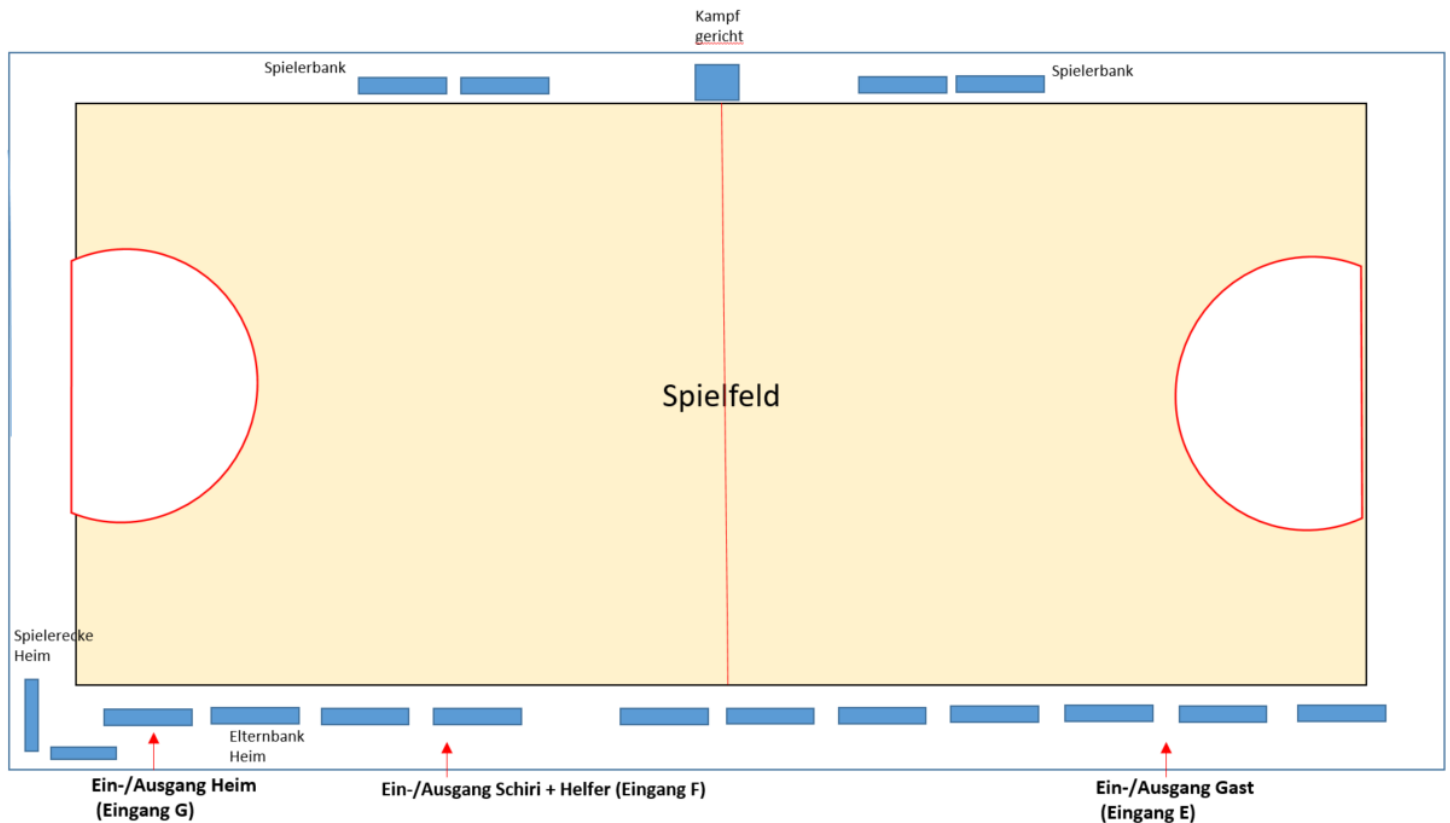 Kampf
gericht
Spielerbank
Spielerbank
Spielfeld
Spielerecke
Heim
Elternbank
Heim
Ein-/Ausgang Heim
(Eingang G)
Ein-/Ausgang Schiri + Helfer (Eingang F)
Ein-/Ausgang Gast
(Eingang E)